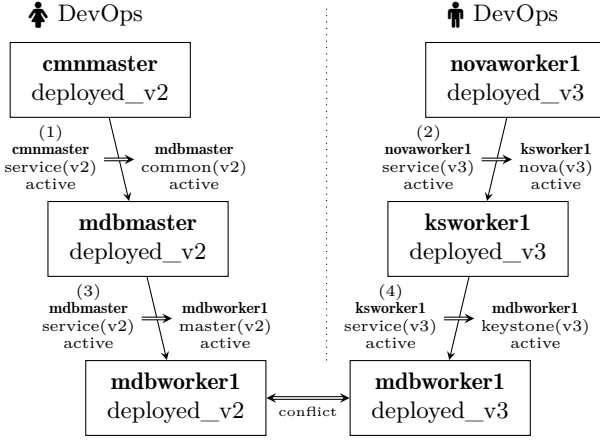 DevOps
DevOps
cmnmaster
deployed_v2
novaworker1
deployed_v3
(1)
cmnmaster
service(v2)
active
mdbmaster
common(v2)
active
(2)
novaworker1
service(v3)
active
ksworker1
nova(v3)
active
mdbmaster
deployed_v2
ksworker1
deployed_v3
(3)
mdbmaster
service(v2)
active
mdbworker1
master(v2)
active
(4)
ksworker1
service(v3)
active
mdbworker1
keystone(v3)
active
mdbworker1
deployed_v2
conflict
mdbworker1
deployed_v3